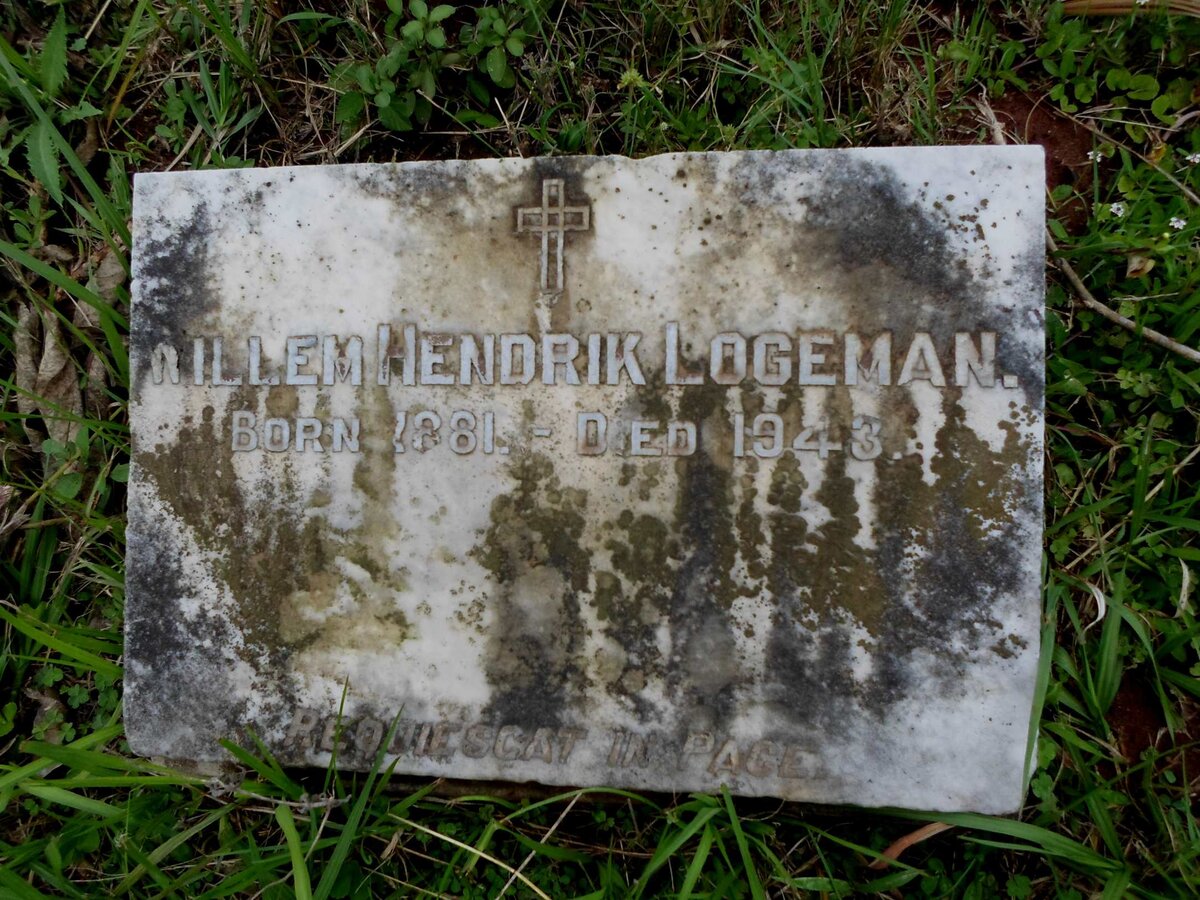 WILLEM HENDRIK LOGEMAN.
BORN 1881. - DIED 1943.
REQUIESCAT IN PACE.